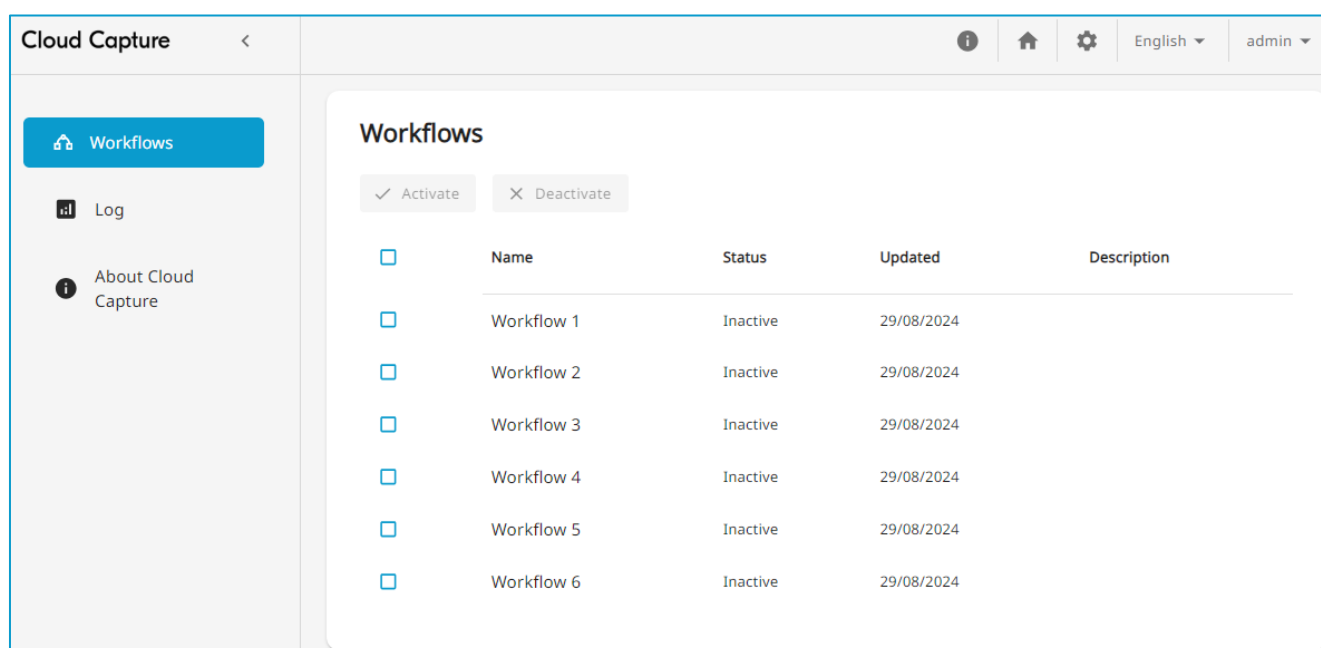 Cloud Capture
English
admin
Workflows
Log
About Cloud
Capture
Workflows
Activate Deactivate
Name Status Updated Description
Workflow 1 Inactive 29/08/2024
Workflow 2 Inactive 29/08/2024
Workflow 3 Inactive 29/08/2024
Workflow 4 Inactive 29/08/2024
Workflow 5 Inactive 29/08/2024
Workflow 6 Inactive 29/08/2024